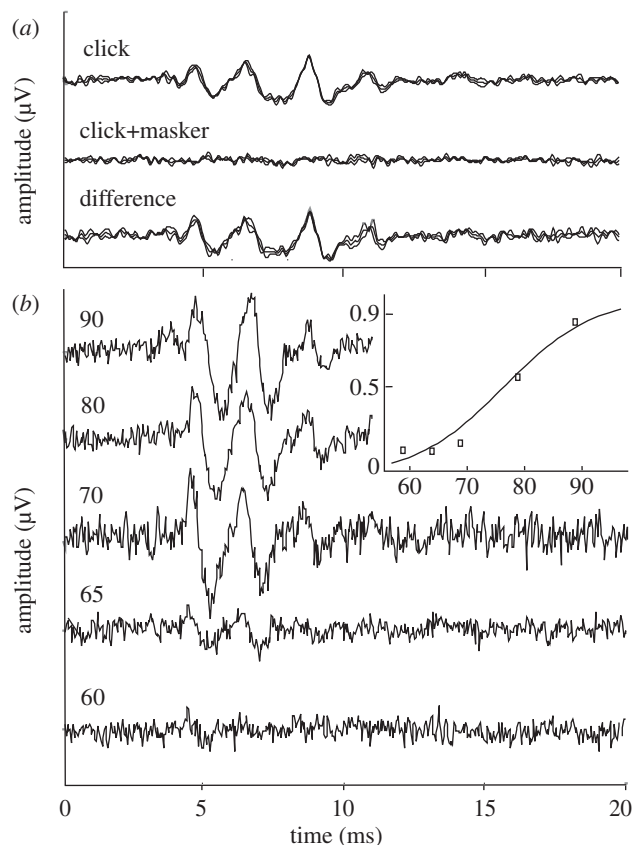 (a)
click
click+masker
difference
amplitude (µV)
(b)
90
80
70
65
60
amplitude (µV)
0.9
0.5
0
60 70 80 90
0 5 10 15 20
time (ms)